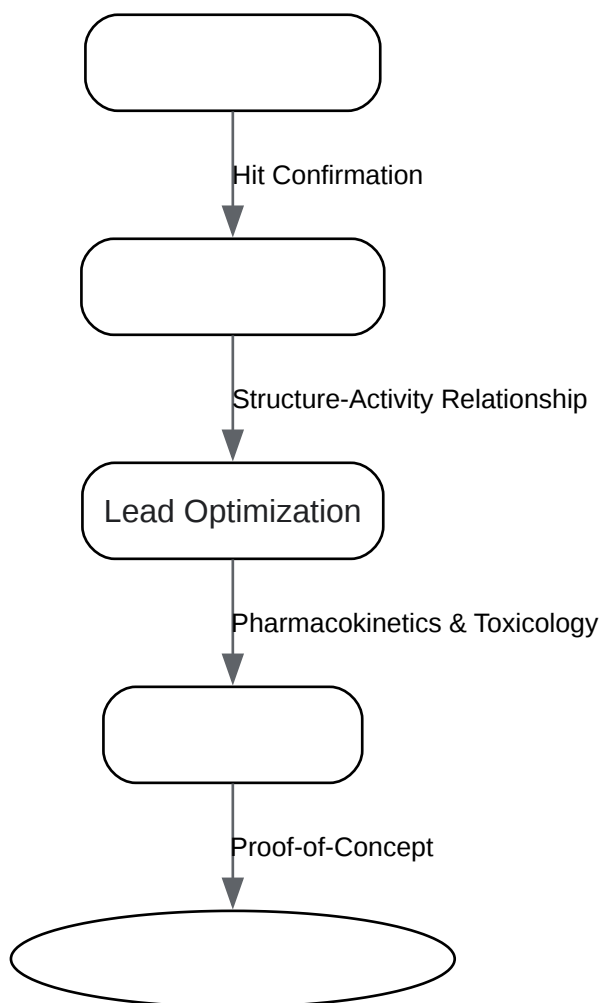 Hit Confirmation
Structure-Activity Relationship
Lead Optimization
Pharmacokinetics & Toxicology
Proof-of-Concept